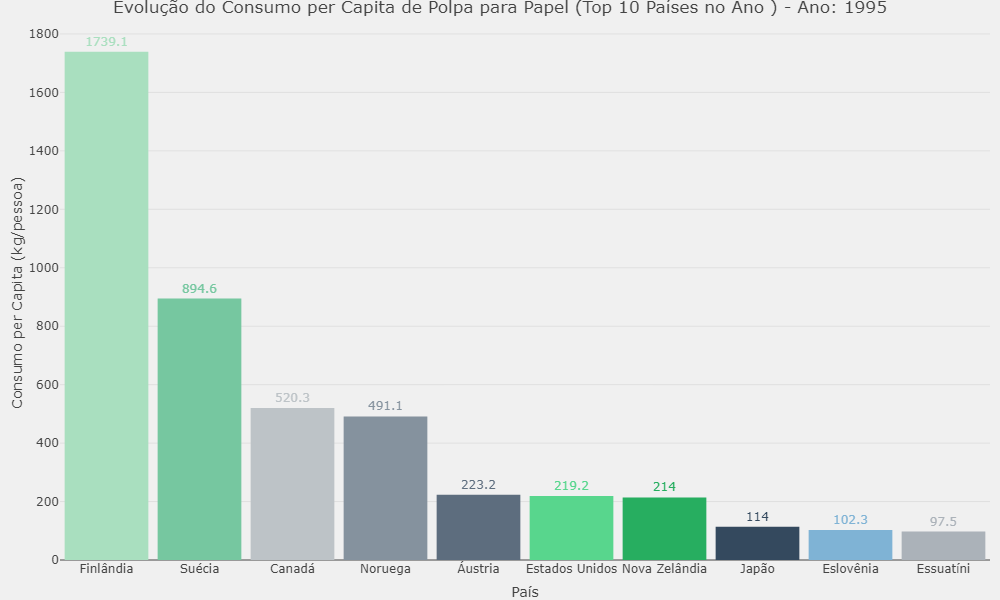 Evolução do Consumo per Capita de Polpa para Papel (Top 10 Países no Ano ) - Ano: 1995
Consumo per Capita (kg/pessoa)
1800
1600
1400
1200
1000
800
600
400
200
0
1739.1
894.6
520.3
491.1
223.2
219.2
214
114
102.3
97.5
Finlândia
Suécia
Canadá
Noruega
Áustria
Estados Unidos
Nova Zelândia
Japão
Eslovênia
Essuatíni
País